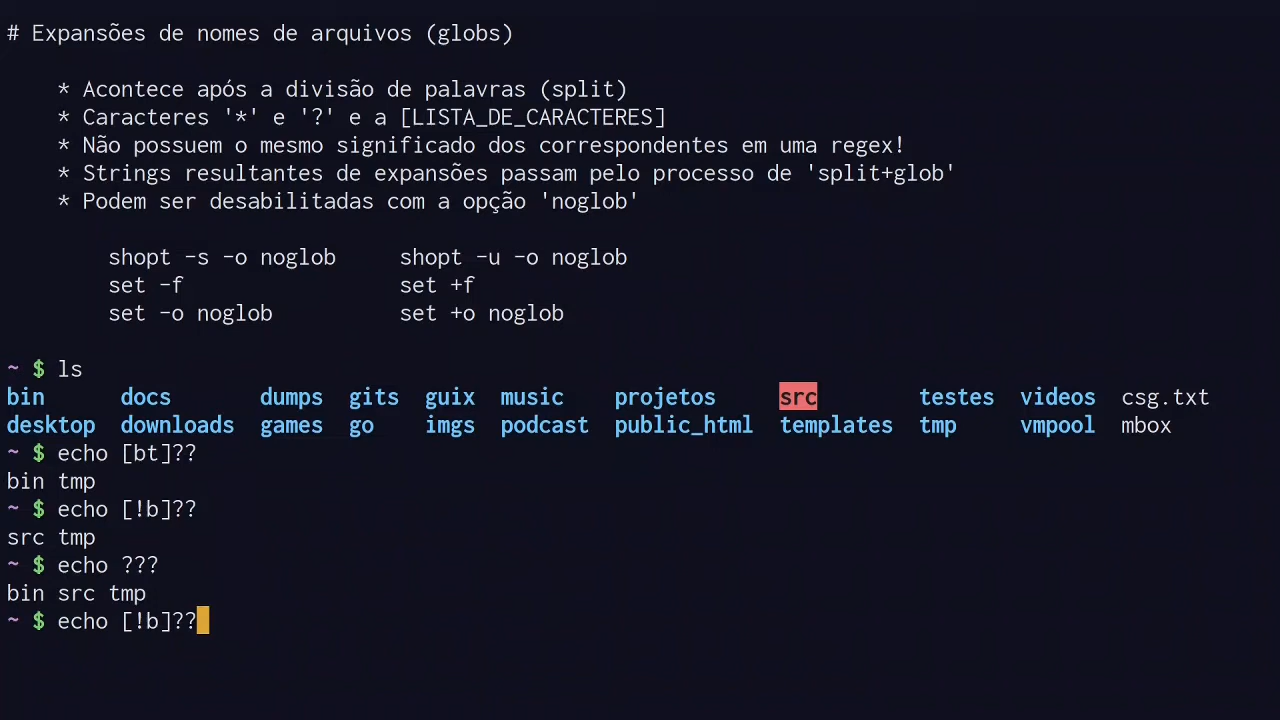 # Expansões de nomes de arquivos (globs)
* Acontece após a divisão de palavras (split)
* Caracteres '*' e '?' e a [LISTA_DE_CARACTERES]
* Não possuem o mesmo significado dos correspondentes em uma regex!
* Strings resultantes de expansões passam pelo processo de 'split+glob'
* Podem ser desabilitadas com a opção 'noglob'
shopt -s -o noglob     shopt -u -o noglob
set -f                 set +f
set -o noglob          set +o noglob
~ $ ls
bin      docs       dumps  gits  guix  music    projetos     src        testes  videos  csg.txt
desktop  downloads  games  go    imgs  podcast  public_html  templates  tmp     vmpool  mbox
~ $ echo [bt]??
bin tmp
~ $ echo [!b]??
src tmp
~ $ echo ???
bin src tmp
~ $ echo [!b]??